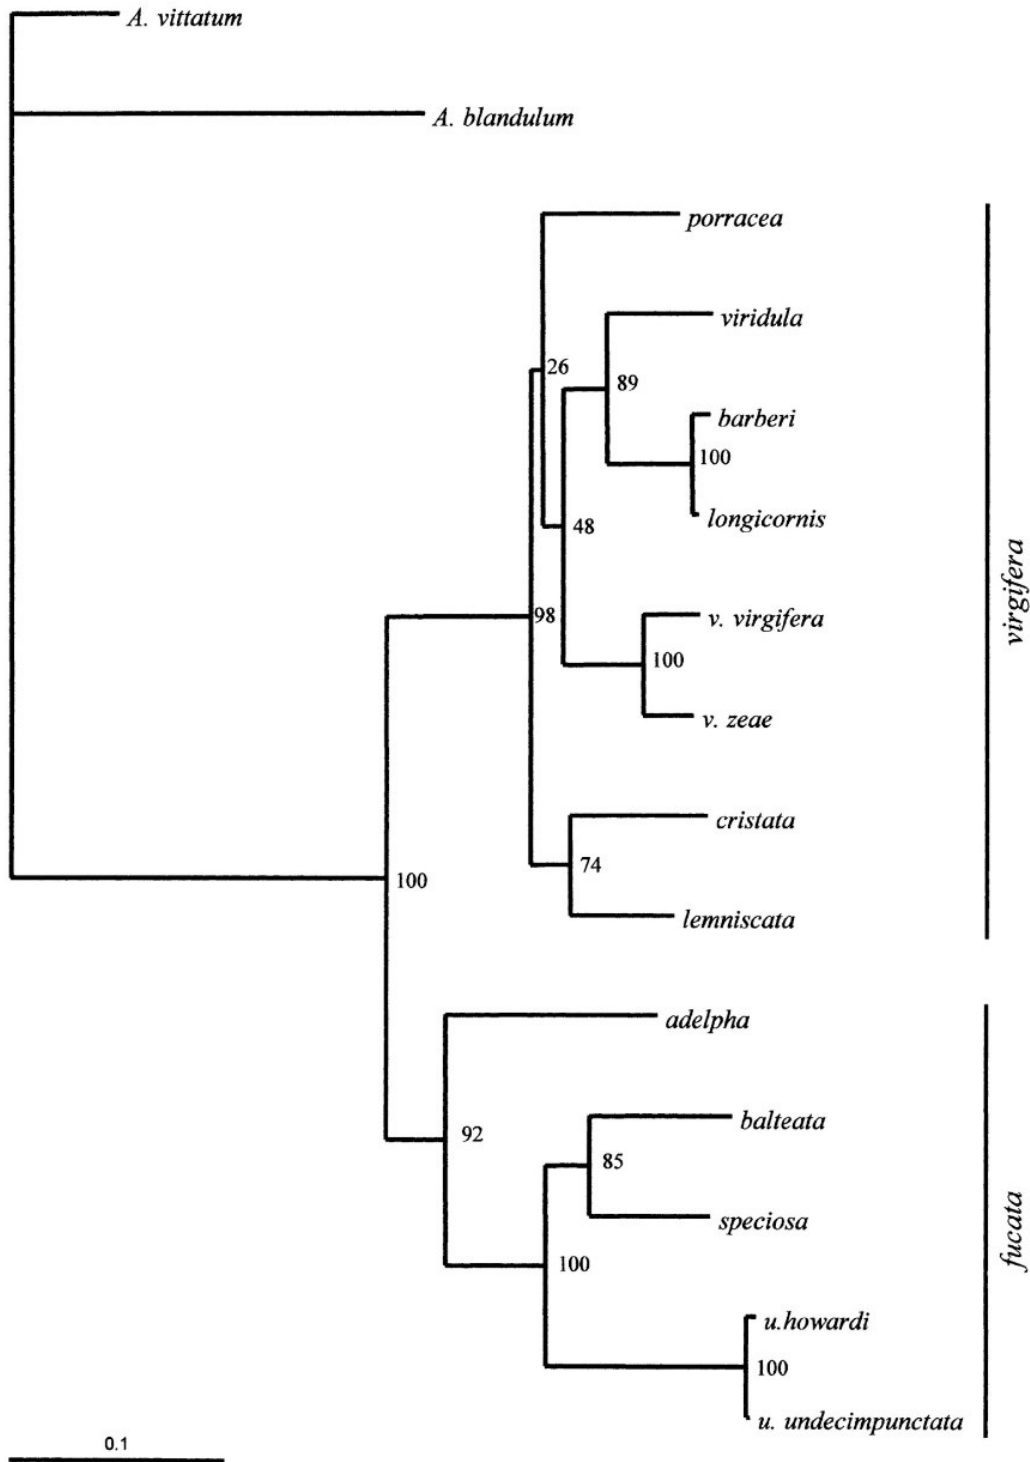 A. vittatum
A. blandulum
porracea
viridula
26
89
barberi
100
longicornis
48
virgifera
v. virgifera
98
100
v. zeae
cristata
74
100
lemniscata
adelpha
balteata
92
85
speciosa
fucata
100
u.howardi
100
u. undecimpunctata
0.1